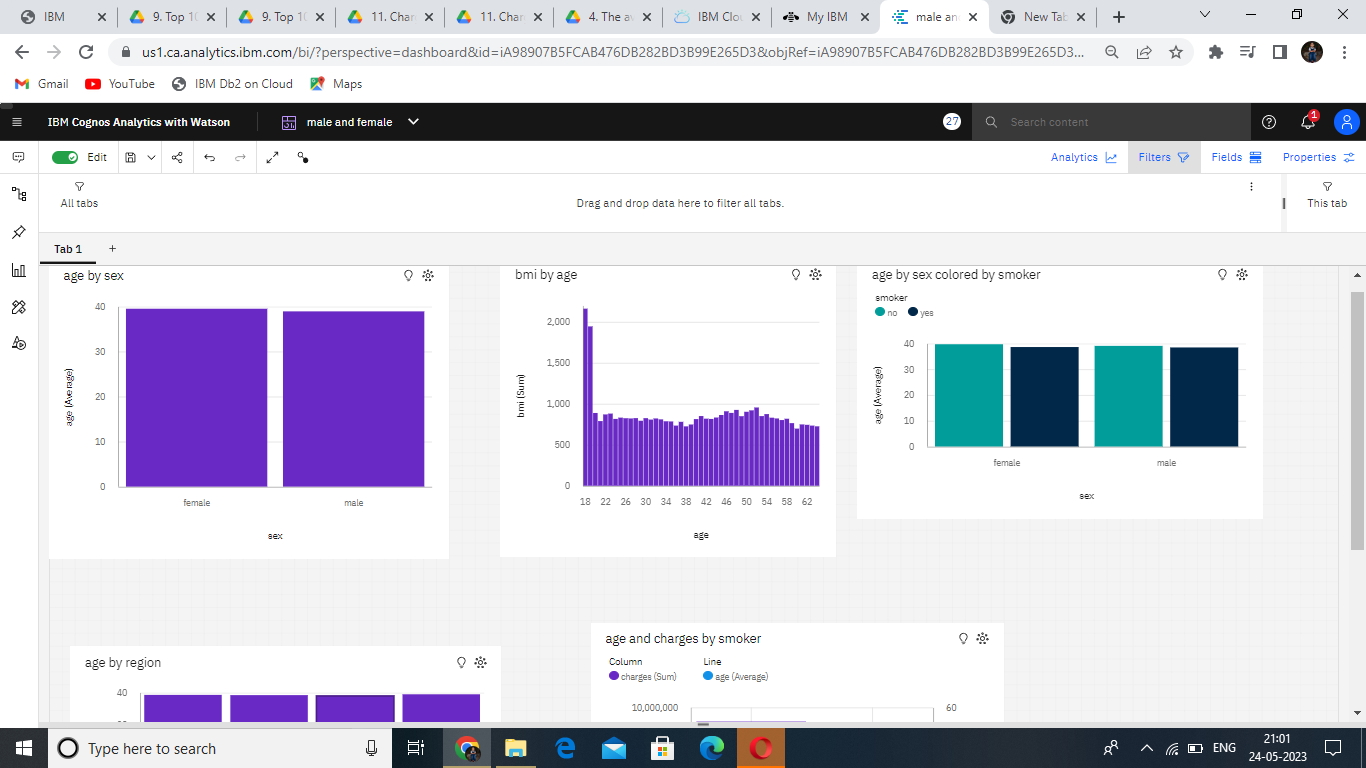 IBM
9. Top 10
9. Top 10
11. Char
11. Char
4. The av
IBM Clou
My IBM
male and
New Tab
us1.ca.analytics.ibm.com/bi/?perspective=dashboard&id=iA98907B5FCAB476DB282BD3B99E265D3&objRef=iA98907B5FCAB476DB282BD3B99E265D3...
Gmail
YouTube
IBM Db2 on Cloud
Maps
IBM Cognos Analytics with Watson
male and female
27
Search content
1
Edit
Analytics
Filters
Fields
Properties
All tabs
Drag and drop data here to filter all tabs.
This tab
Tab 1
age by sex
40
30
20
10
0
age (Average)
female
male
sex
bmi by age
2,000
1,500
1,000
500
0
bmi (Sum)
18 22 26 30 34 38 42 46 50 54 58 62
age
age by sex colored by smoker
smoker
no yes
40
30
20
10
0
age (Average)
female
male
sex
age by region
40
age and charges by smoker
Column
Line
charges (Sum)
age (Average)
10,000,000
60
Type here to search
ENG
21:01
24-05-2023